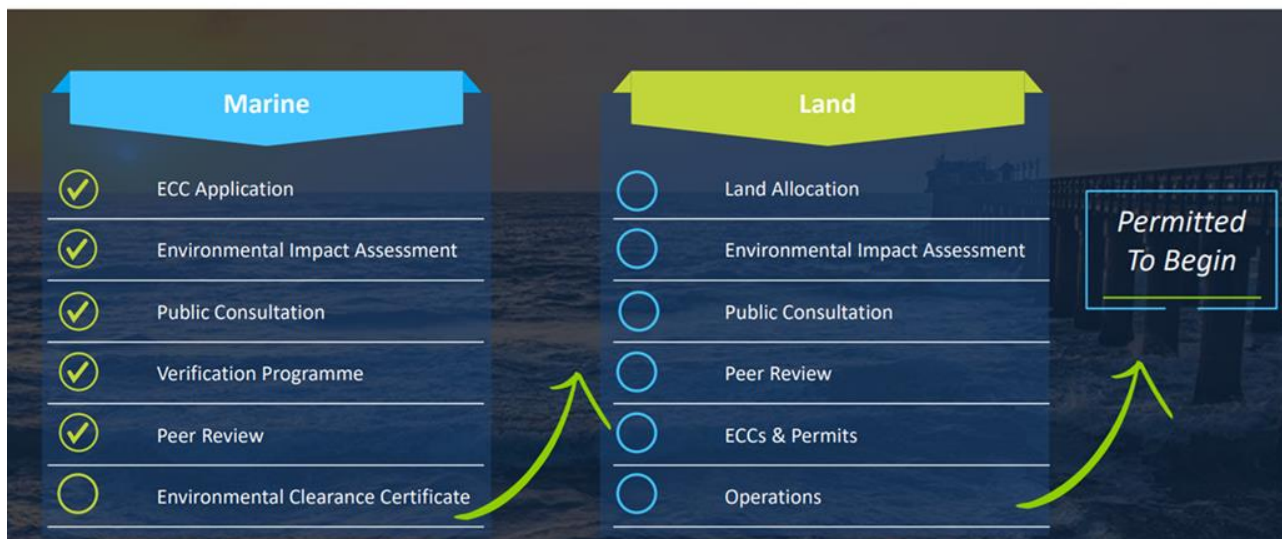 Marine
ECC Application
Environmental Impact Assessment
Public Consultation
Verification Programme
Peer Review
Environmental Clearance Certificate
Land
Land Allocation
Environmental Impact Assessment
Public Consultation
Peer Review
ECCs & Permits
Operations
Permitted
To Begin